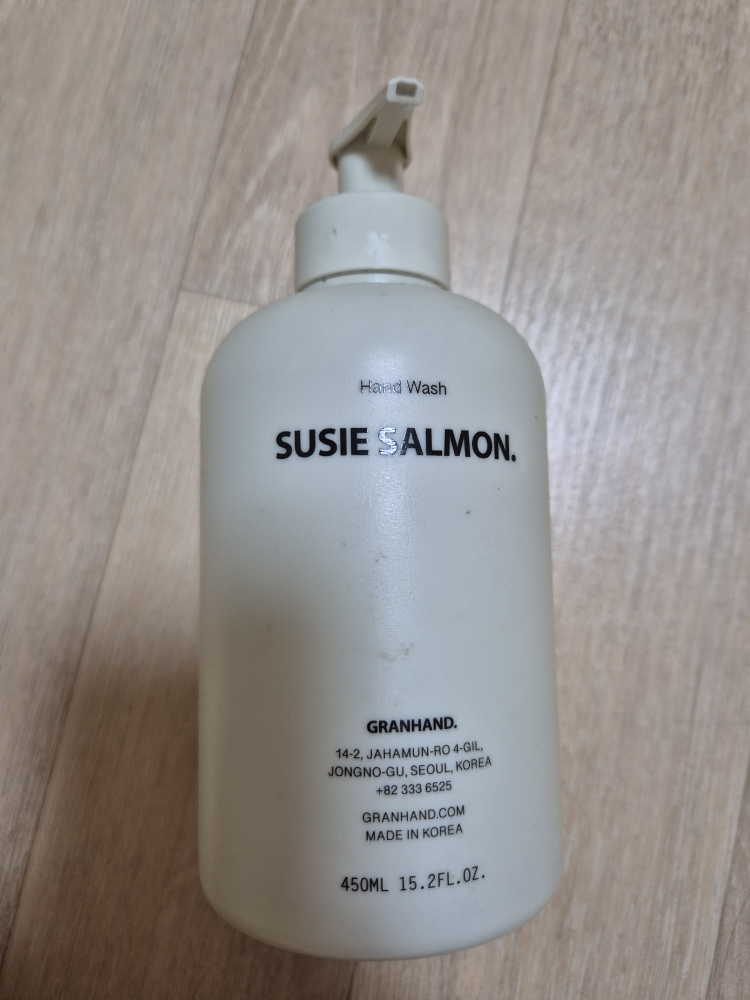 Hand Wash
SUSIE SALMON.
GRANHAND.
14-2, JAHAMUN-RO 4-GIL,
JONGNO-GU, SEOUL, KOREA
+82 333 6525
GRANHAND.COM
MADE IN KOREA
450ML 15.2FL.OZ.